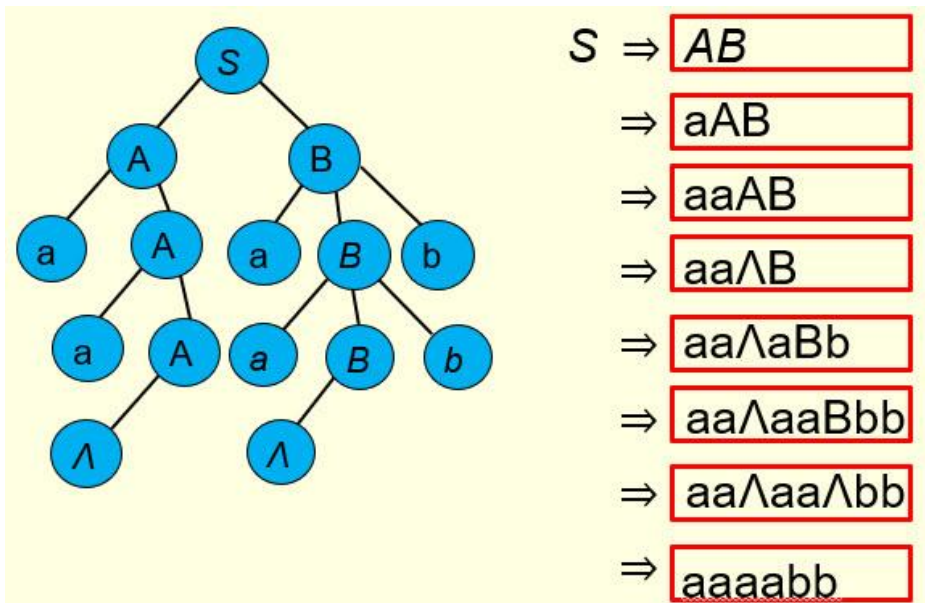 S
A B
a A a B b
a A a B b
Λ Λ
S ⇒ AB
⇒ aAB
⇒ aaAB
⇒ aaΛB
⇒ aaΛaBb
⇒ aaΛaaBbb
⇒ aaΛaaΛbb
⇒ aaaabb